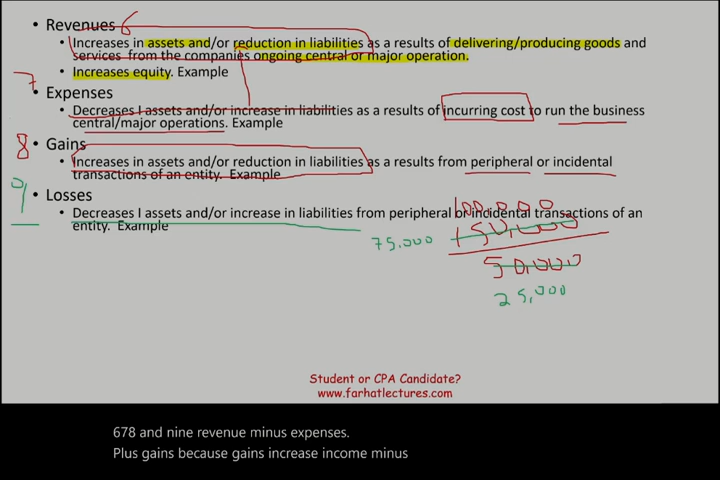 • Revenues 6
• Increases in assets and/or reduction in liabilities as a results of delivering/producing goods and
services from the companies ongoing central or major operation.
• Increases equity. Example
7
• Expenses
• Decreases I assets and/or increase in liabilities as a results of incurring cost to run the business
central/major operations. Example
8 • Gains
• Increases in assets and/or reduction in liabilities as a results from peripheral or incidental
transactions of an entity. Example
9 • Losses
• Decreases I assets and/or increase in liabilities from peripheral or incidental transactions of an
entity. Example
100,000
75,000 150,000
50,000
25,000
Student or CPA Candidate?
www.farhatlectures.com
678 and nine revenue minus expenses.
Plus gains because gains increase income minus